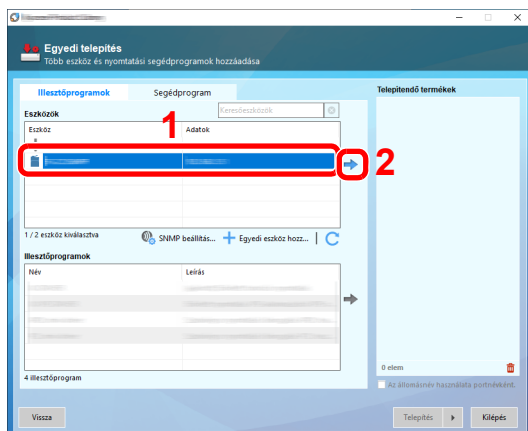 Egyedi telepítés
Több eszköz és nyomtatási segédprogramok hozzáadása
Illesztőprogramok
Segédprogram
Telepítendő termékek
Eszközök
Keresőeszközök
Eszköz
Adatok
1
2
1 / 2 eszköz kiválasztva
SNMP beállítás...
Egyedi eszköz hozz...
Illesztőprogramok
Név
Leírás
4 illesztőprogram
0 elem
Az állomásnév használata portnévként.
Vissza
Telepítés
Kilépés